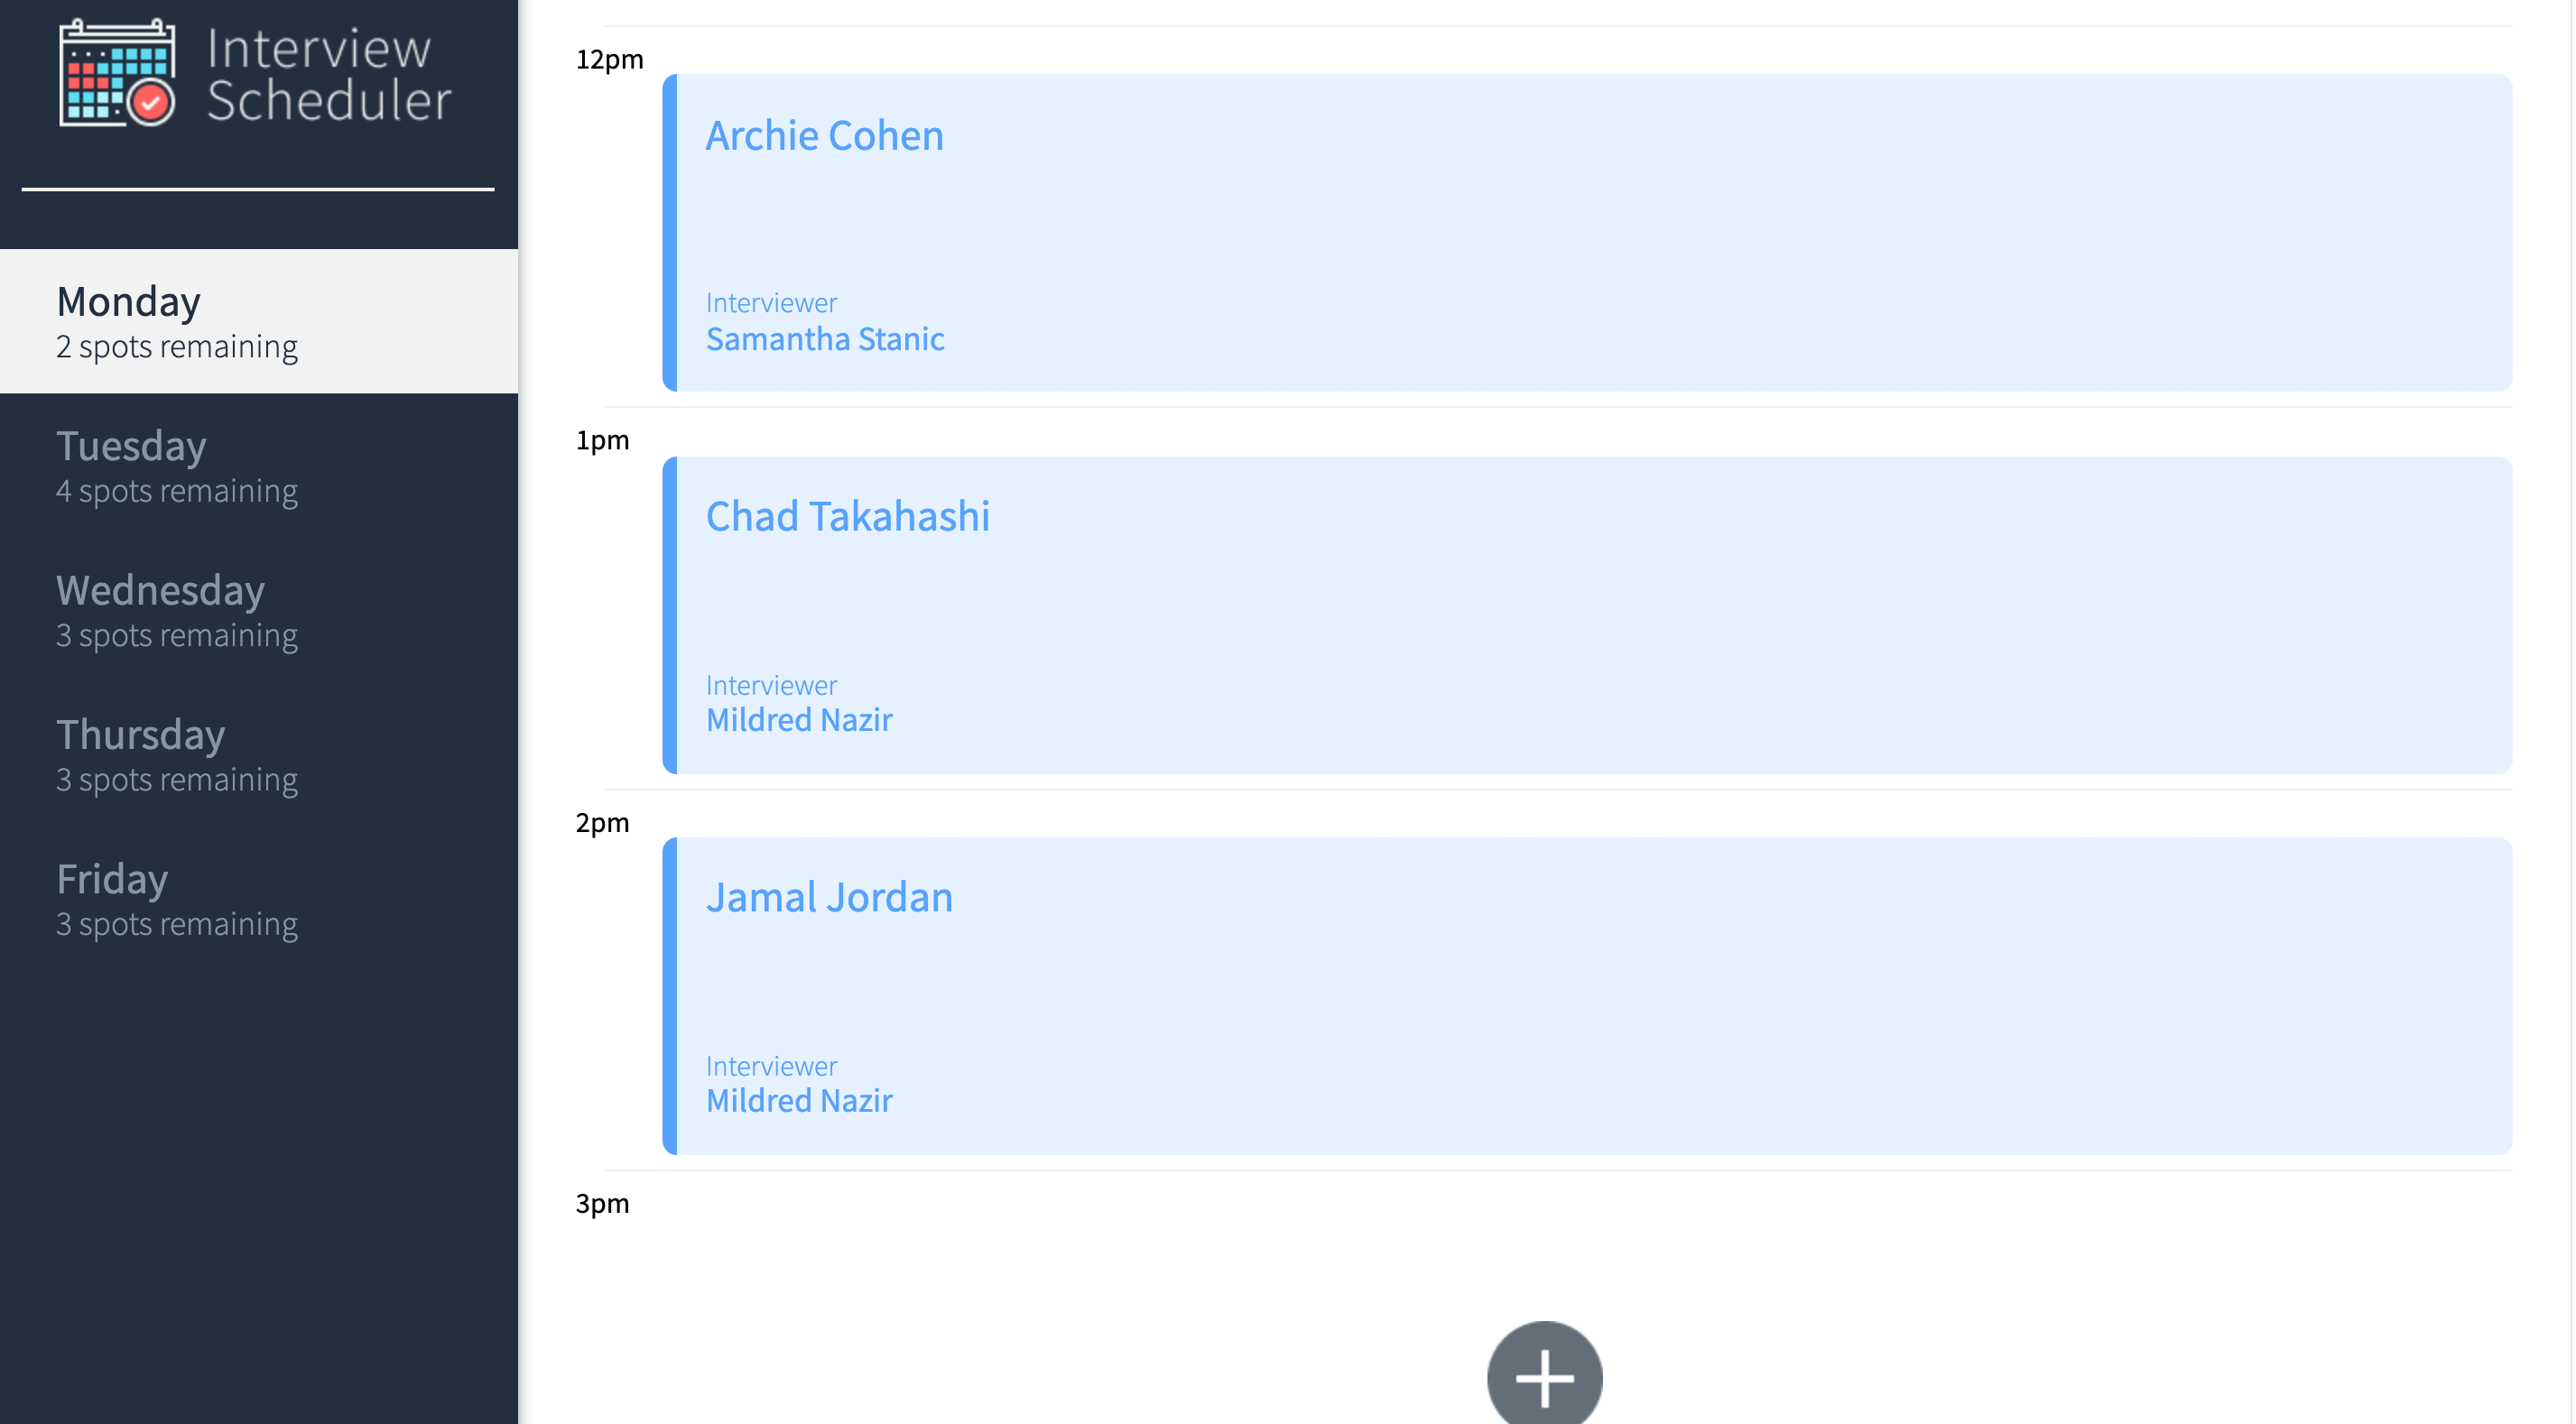 Interview
Scheduler
Monday
2 spots remaining
Tuesday
4 spots remaining
Wednesday
3 spots remaining
Thursday
3 spots remaining
Friday
3 spots remaining
12pm
Archie Cohen
Interviewer
Samantha Stanic
1pm
Chad Takahashi
Interviewer
Mildred Nazir
2pm
Jamal Jordan
Interviewer
Mildred Nazir
3pm